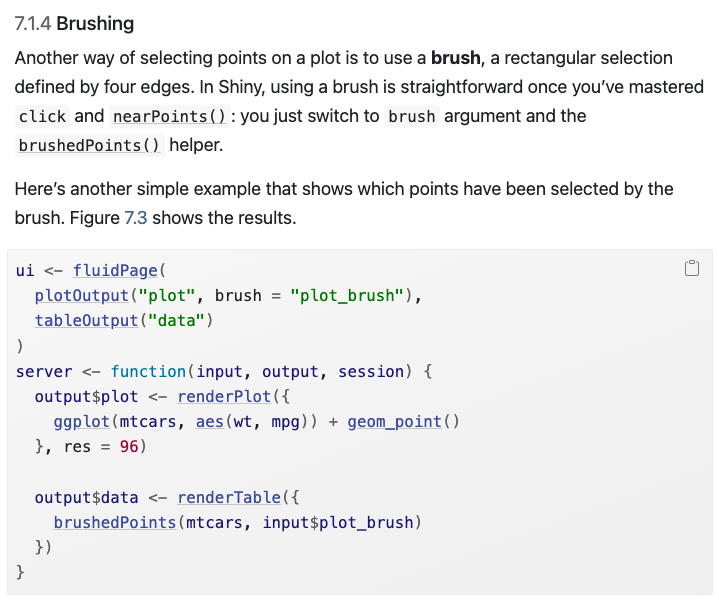 7.1.4 Brushing
Another way of selecting points on a plot is to use a brush, a rectangular selection
defined by four edges. In Shiny, using a brush is straightforward once you’ve mastered
click and nearPoints(): you just switch to brush argument and the
brushedPoints() helper.
Here’s another simple example that shows which points have been selected by the
brush. Figure 7.3 shows the results.
ui <- fluidPage(
  plotOutput("plot", brush = "plot_brush"),
  tableOutput("data")
)
server <- function(input, output, session) {
  output$plot <- renderPlot({
    ggplot(mtcars, aes(wt, mpg)) + geom_point()
  }, res = 96)

  output$data <- renderTable({
    brushedPoints(mtcars, input$plot_brush)
  })
}